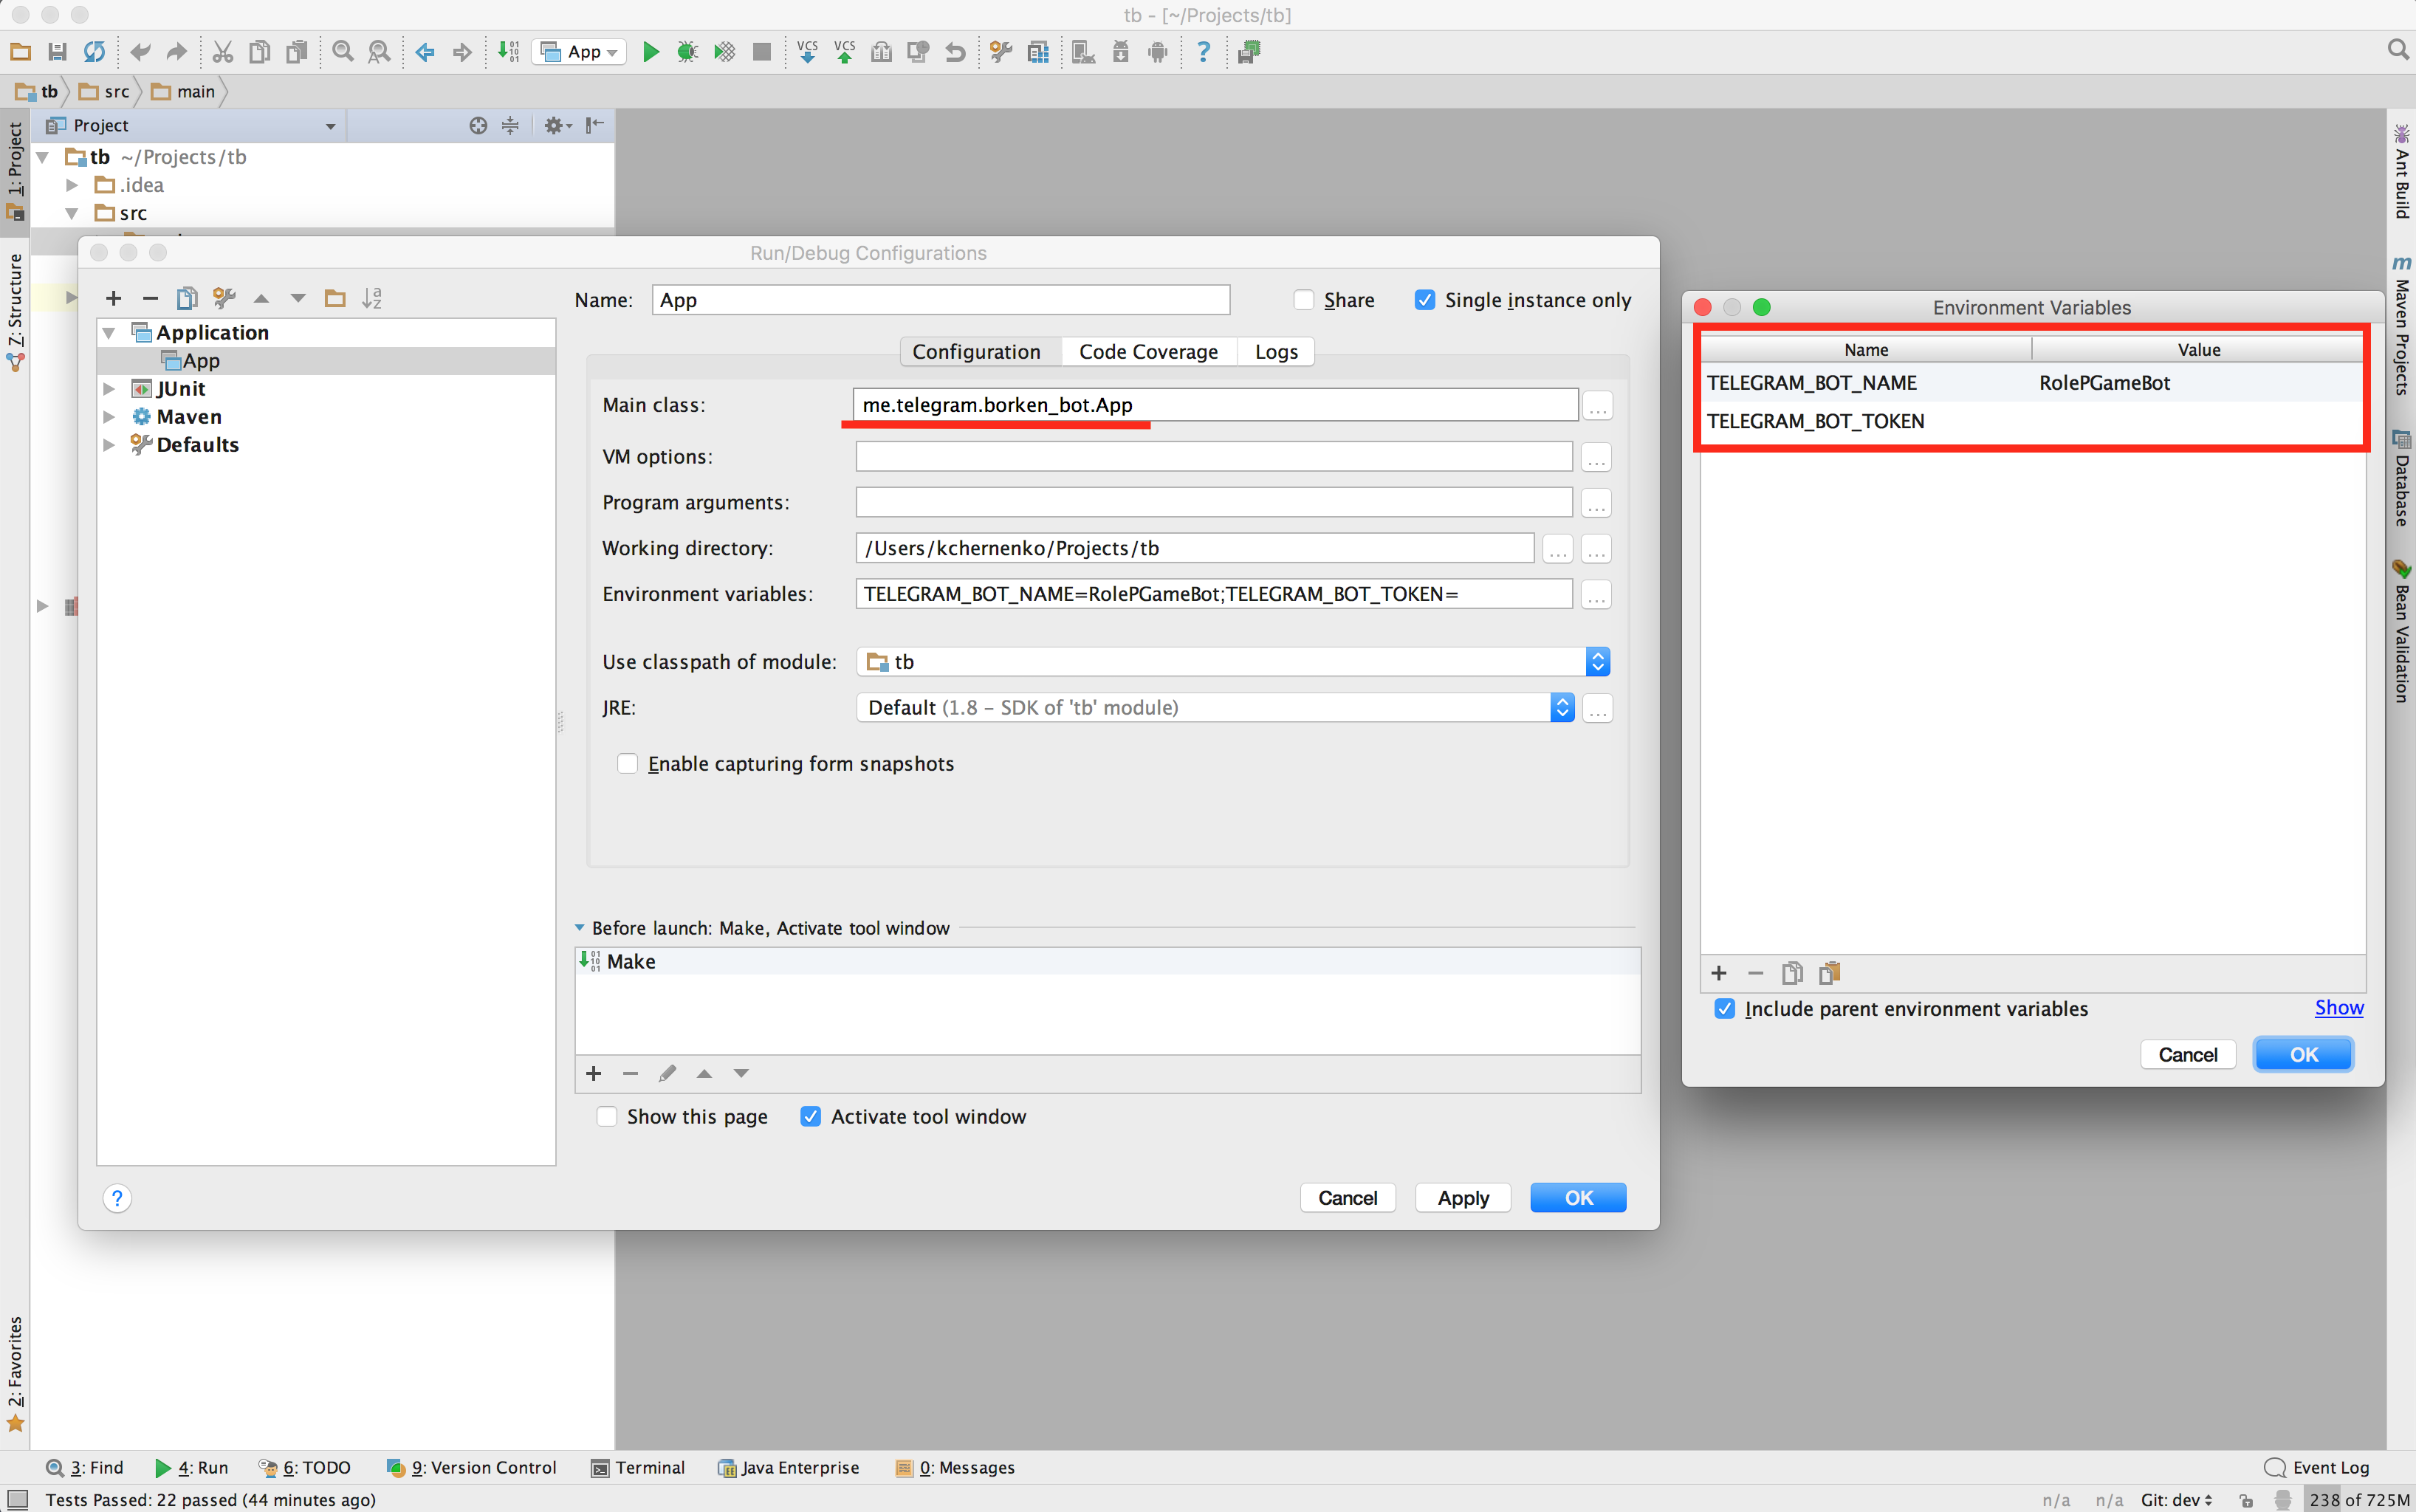 tb - [~/Projects/tb]
App
VCS VCS
tb src main
1: Project
Z: Structure
2: Favorites
Project
tb ~/Projects/tb
.idea
src
Run/Debug Configurations
Application
App
JUnit
Maven
Defaults
Name: App Share Single instance only
Configuration Code Coverage Logs
Main class: me.telegram.borken_bot.App ...
VM options: ...
Program arguments: ...
Working directory: /Users/kchernenko/Projects/tb ... ...
Environment variables: TELEGRAM_BOT_NAME=RolePGameBot;TELEGRAM_BOT_TOKEN= ...
Use classpath of module: tb
JRE: Default (1.8 – SDK of 'tb' module) ...
Enable capturing form snapshots
Before launch: Make, Activate tool window
Make
Show this page Activate tool window
? Cancel Apply OK
Environment Variables
Name Value
TELEGRAM_BOT_NAME RolePGameBot
TELEGRAM_BOT_TOKEN
Include parent environment variables Show
Cancel OK
Ant Build
m Maven Projects
Database
Bean Validation
3: Find 4: Run 6: TODO 9: Version Control Terminal Java Enterprise 0: Messages Event Log
Tests Passed: 22 passed (44 minutes ago) n/a n/a Git: dev 238 of 725M